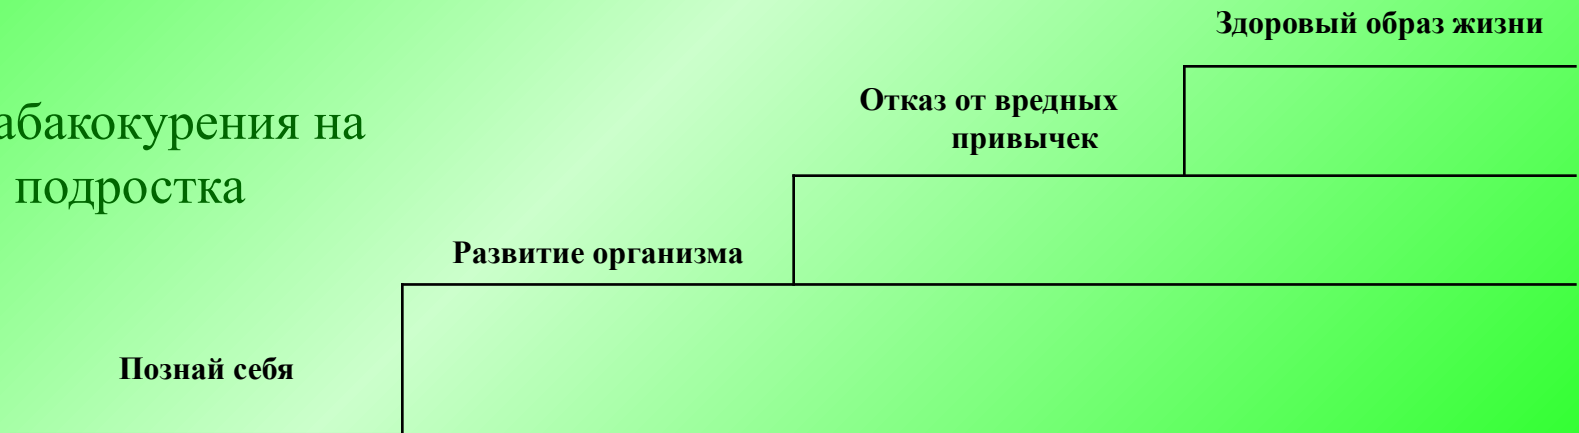 Здоровый образ жизни
Отказ от вредных
привычек
абакокурения на
подростка
Развитие организма
Познай себя